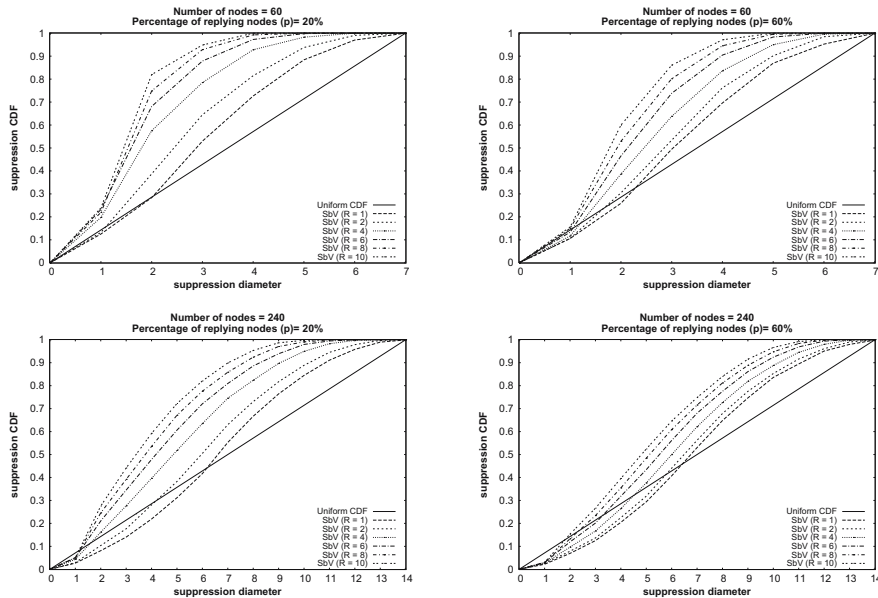 Number of nodes = 60
Percentage of replying nodes (p)= 20%
suppression CDF
1
0.9
0.8
0.7
0.6
0.5
0.4
0.3
0.2
0.1
0
Uniform CDF
SbV (R = 1)
SbV (R = 2)
SbV (R = 4)
SbV (R = 6)
SbV (R = 8)
SbV (R = 10)
0 1 2 3 4 5 6 7
suppression diameter
Number of nodes = 60
Percentage of replying nodes (p)= 60%
suppression CDF
1
0.9
0.8
0.7
0.6
0.5
0.4
0.3
0.2
0.1
0
Uniform CDF
SbV (R = 1)
SbV (R = 2)
SbV (R = 4)
SbV (R = 6)
SbV (R = 8)
SbV (R = 10)
0 1 2 3 4 5 6 7
suppression diameter
Number of nodes = 240
Percentage of replying nodes (p)= 20%
suppression CDF
1
0.9
0.8
0.7
0.6
0.5
0.4
0.3
0.2
0.1
0
Uniform CDF
SbV (R = 1)
SbV (R = 2)
SbV (R = 4)
SbV (R = 6)
SbV (R = 8)
SbV (R = 10)
0 1 2 3 4 5 6 7 8 9 10 11 12 13 14
suppression diameter
Number of nodes = 240
Percentage of replying nodes (p)= 60%
suppression CDF
1
0.9
0.8
0.7
0.6
0.5
0.4
0.3
0.2
0.1
0
Uniform CDF
SbV (R = 1)
SbV (R = 2)
SbV (R = 4)
SbV (R = 6)
SbV (R = 8)
SbV (R = 10)
0 1 2 3 4 5 6 7 8 9 10 11 12 13 14
suppression diameter